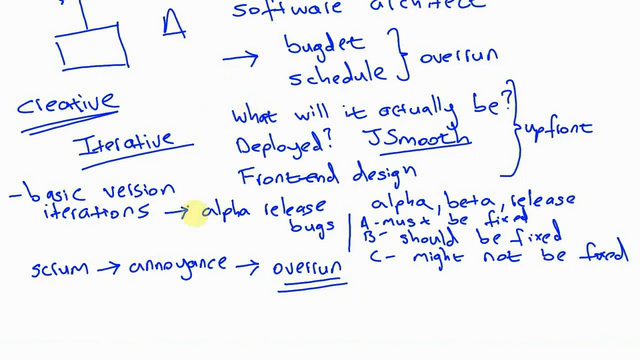 software architect
→ bugdet
schedule } overrun
Creative
Iterative
What will it actually be?
Deployed? JSmooth
Frontend design
} upfront
- basic version
iterations → alpha release
bugs
alpha, beta, release
A - must be fixed
B - should be fixed
C - might not be fixed
scrum → annoyance → overrun